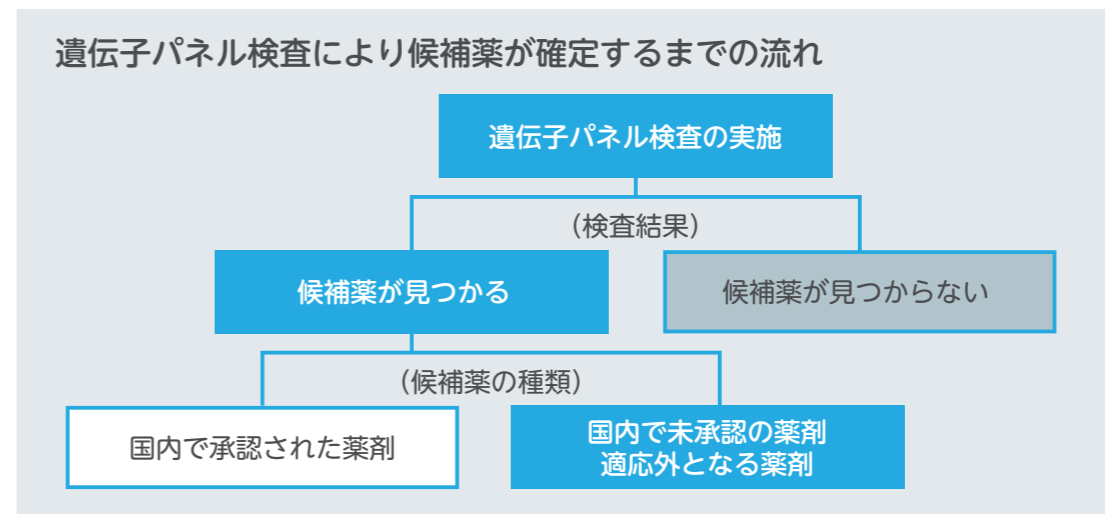 遺伝子パネル検査により候補薬が確定するまでの流れ
遺伝子パネル検査の実施
(検査結果)
候補薬が見つかる
候補薬が見つからない
(候補薬の種類)
国内で承認された薬剤
国内で未承認の薬剤
適応外となる薬剤